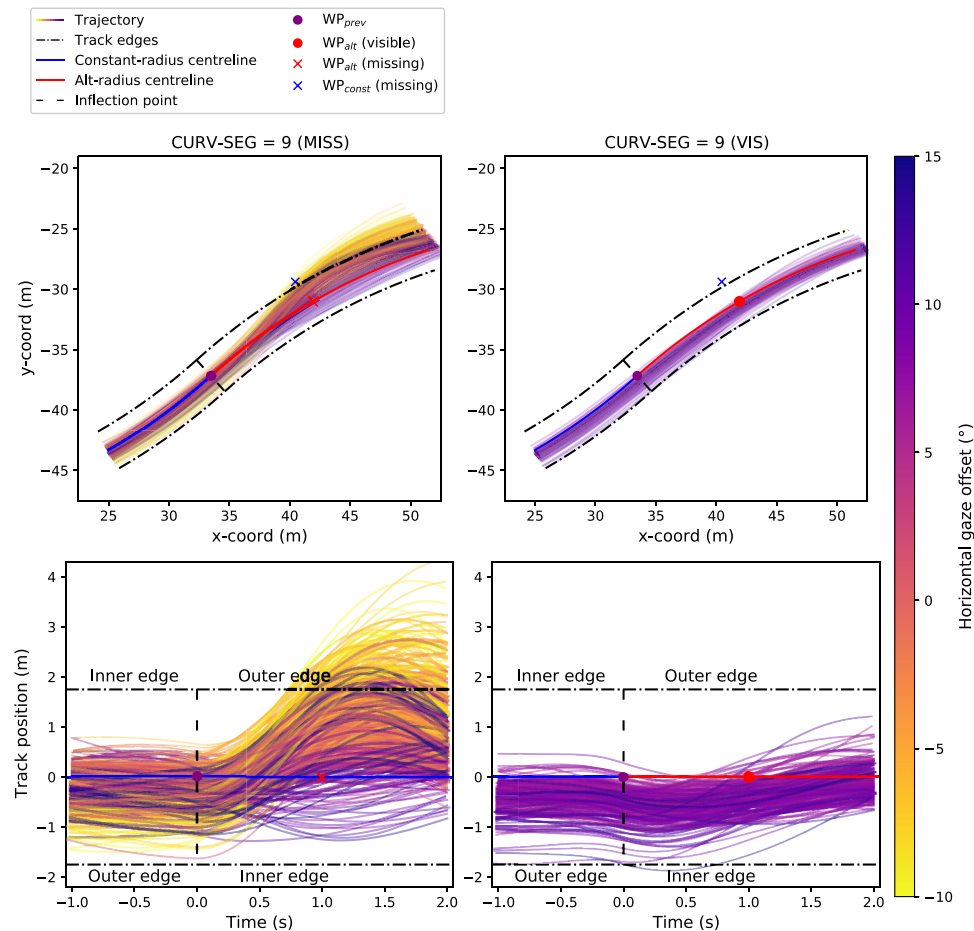 Trajectory
Track edges
Constant-radius centreline
Alt-radius centreline
Inflection point
WPprev
WPalt (visible)
WPalt (missing)
WPconst (missing)
CURV-SEG = 9 (MISS)
−20
−25
−30
−35
−40
−45
y-coord (m)
25 30 35 40 45 50
x-coord (m)
CURV-SEG = 9 (VIS)
−20
−25
−30
−35
−40
−45
25 30 35 40 45 50
x-coord (m)
4
3
2
1
0
−1
−2
Track position (m)
Inner edge Outer edge
Outer edge Inner edge
−1.0 −0.5 0.0 0.5 1.0 1.5 2.0
Time (s)
4
3
2
1
0
−1
−2
Inner edge Outer edge
Outer edge Inner edge
−1.0 −0.5 0.0 0.5 1.0 1.5 2.0
Time (s)
15
10
5
0
−5
−10
Horizontal gaze offset (°)